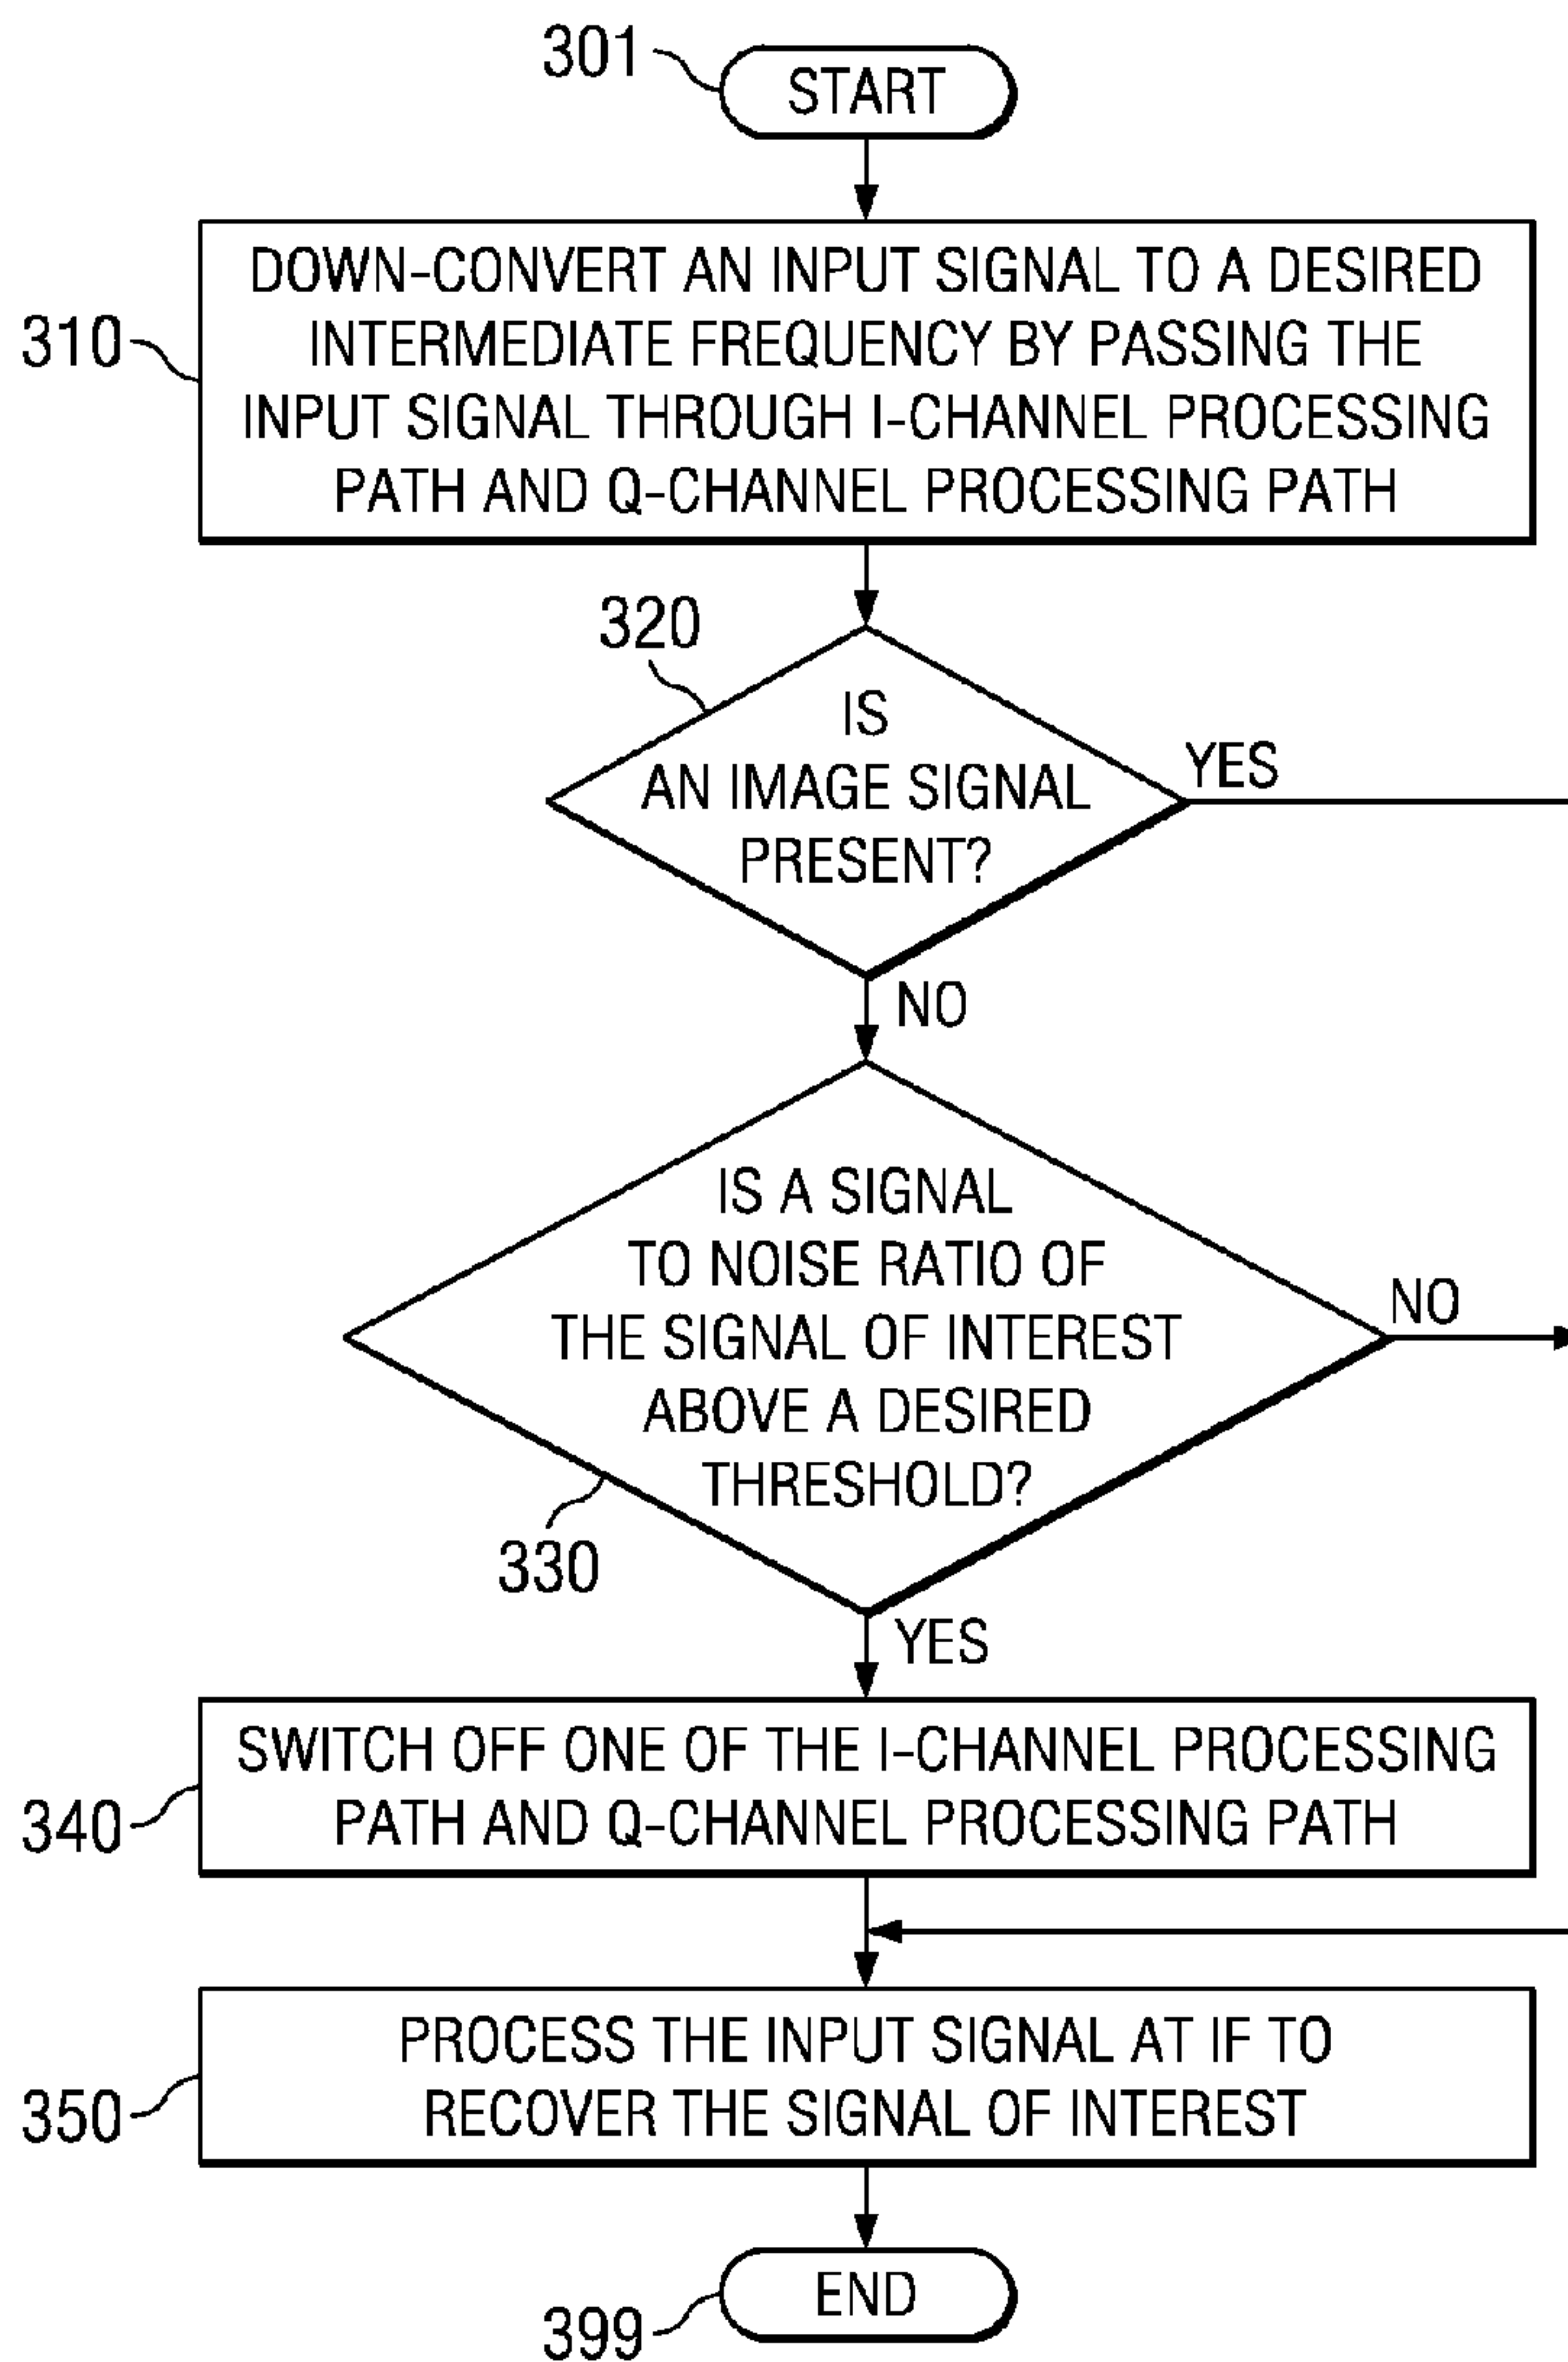 301
START
310
DOWN-CONVERT AN INPUT SIGNAL TO A DESIRED
INTERMEDIATE FREQUENCY BY PASSING THE
INPUT SIGNAL THROUGH I-CHANNEL PROCESSING
PATH AND Q-CHANNEL PROCESSING PATH
320
IS
AN IMAGE SIGNAL
PRESENT?
YES
NO
IS A SIGNAL
TO NOISE RATIO OF
THE SIGNAL OF INTEREST
ABOVE A DESIRED
THRESHOLD?
NO
330
YES
340
SWITCH OFF ONE OF THE I-CHANNEL PROCESSING
PATH AND Q-CHANNEL PROCESSING PATH
350
PROCESS THE INPUT SIGNAL AT IF TO
RECOVER THE SIGNAL OF INTEREST
END
399